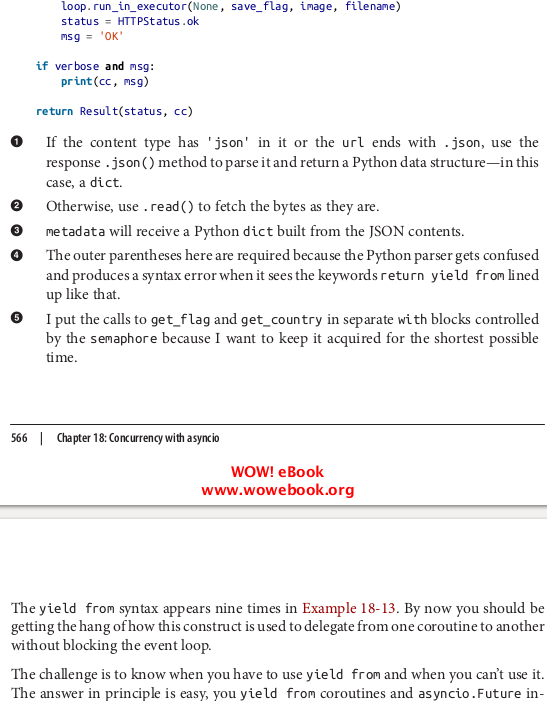 loop.run_in_executor(None, save_flag, image, filename)
status = HTTPStatus.ok
msg = 'OK'
if verbose and msg:
print(cc, msg)
return Result(status, cc)
❶ If the content type has 'json' in it or the url ends with .json, use the
response .json() method to parse it and return a Python data structure—in this
case, a dict.
❷ Otherwise, use .read() to fetch the bytes as they are.
❸ metadata will receive a Python dict built from the JSON contents.
❹ The outer parentheses here are required because the Python parser gets confused
and produces a syntax error when it sees the keywords return yield from lined
up like that.
❺ I put the calls to get_flag and get_country in separate with blocks controlled
by the semaphore because I want to keep it acquired for the shortest possible
time.
566 | Chapter 18: Concurrency with asyncio
WOW! eBook
www.wowebook.org
The yield from syntax appears nine times in Example 18-13. By now you should be
getting the hang of how this construct is used to delegate from one coroutine to another
without blocking the event loop.
The challenge is to know when you have to use yield from and when you can't use it.
The answer in principle is easy, you yield from coroutines and asyncio.Future in-